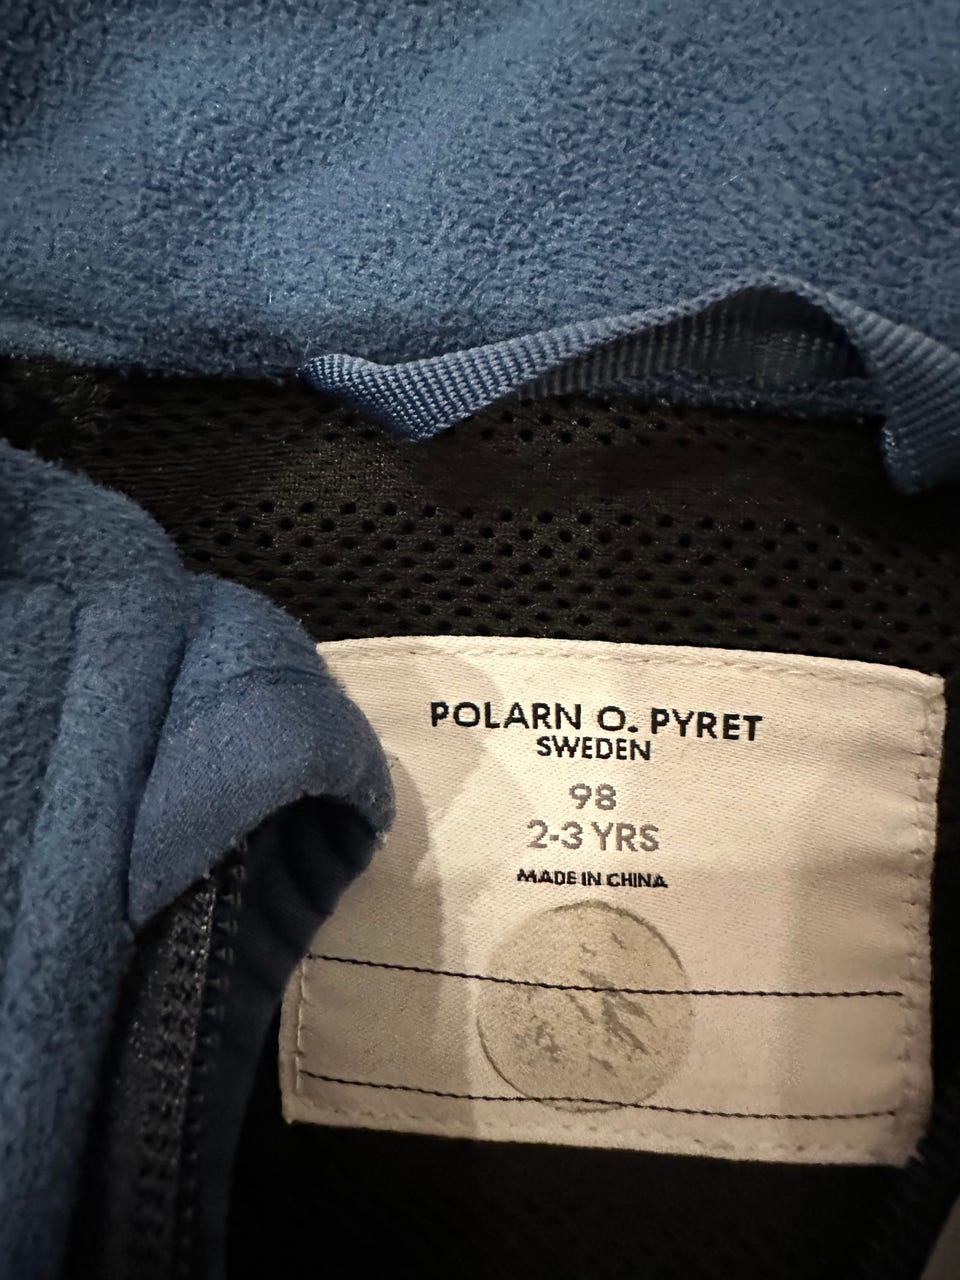 POLARN O. PYRET
SWEDEN
98
2-3 YRS
MADE IN CHINA